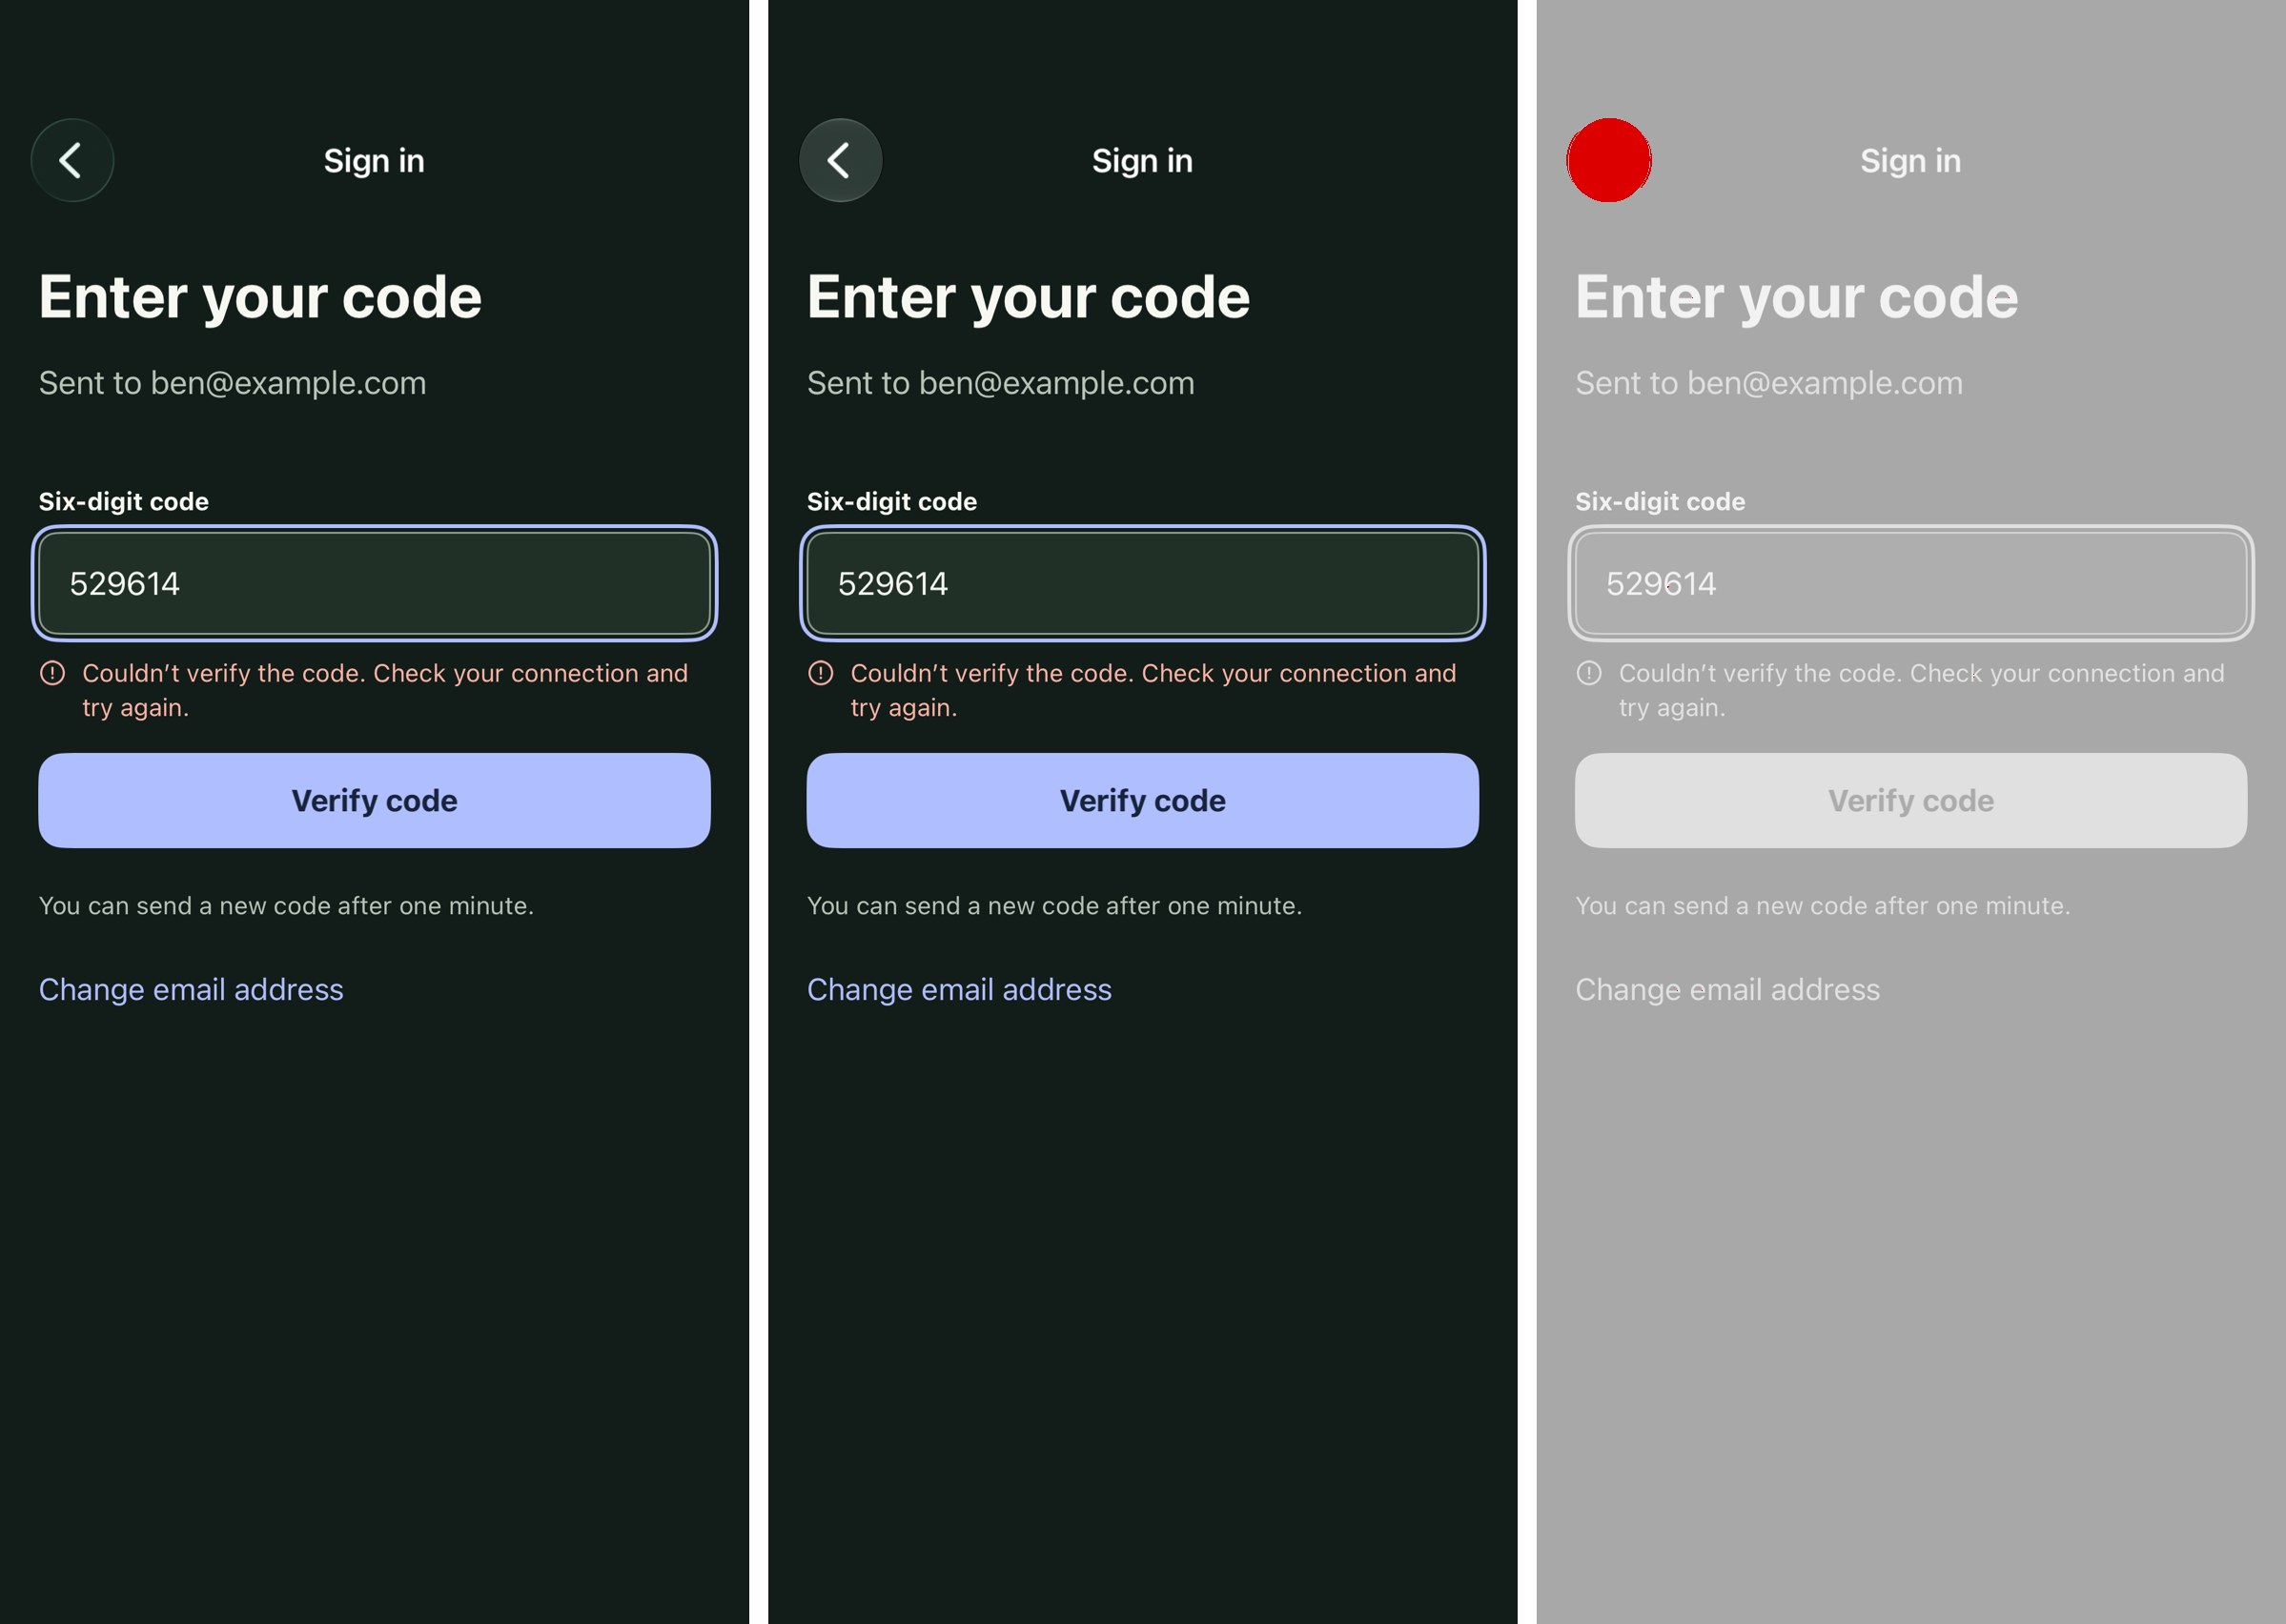 Sign in
Enter your code
Sent to ben@example.com
Six-digit code
529614
Couldn’t verify the code. Check your connection and
try again.
Verify code
You can send a new code after one minute.
Change email address
Sign in
Enter your code
Sent to ben@example.com
Six-digit code
529614
Couldn’t verify the code. Check your connection and
try again.
Verify code
You can send a new code after one minute.
Change email address
Sign in
Enter your code
Sent to ben@example.com
Six-digit code
529614
Couldn’t verify the code. Check your connection and
try again.
Verify code
You can send a new code after one minute.
Change email address